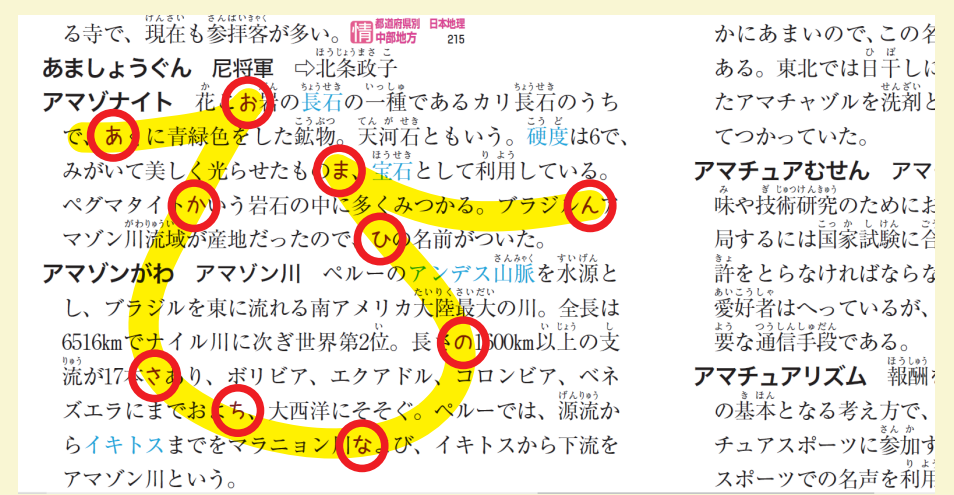 る寺で、現在も参拝客が多い。情 都道府県別 中部地方 日本地理 215
あましょうぐん 尼将軍 ⇨北条政子
アマゾナイト 花 お岩の長石の一種であるカリ長石のうち
で、あ に青緑色をした鉱物。天河石ともいう。硬度は6で、
みがいて美しく光らせたものま、宝石として利用している。
ペグマタイトかいう岩石の中に多くみつかる。ブラジルんア
マゾン川流域が産地だったので、ひの名前がついた。
アマゾンがわ アマゾン川 ペルーのアンデス山脈を水源と
し、ブラジルを東に流れる南アメリカ大陸最大の川。全長は
6516kmでナイル川に次ぎ世界第2位。長さの1500km以上の支
流が17本さあり、ボリビア、エクアドル、コロンビア、ベネ
ズエラにまでおよち、大西洋にそそぐ。ペルーでは、源流か
らイキトスまでをマラニョン川なよび、イキトスから下流を
アマゾン川という。
かにあまいので、この名
ある。東北では日干しに
たアマチャヅルを洗剤と
てつかっていた。
アマチュアむせん アマ
味や技術研究のためにお
局するには国家試験に合
許をとらなければならな
愛好者はへっているが、
要な通信手段である。
アマチュアリズム 報酬
の基本となる考え方で、
チュアスポーツに参加す
スポーツでの名声を利用